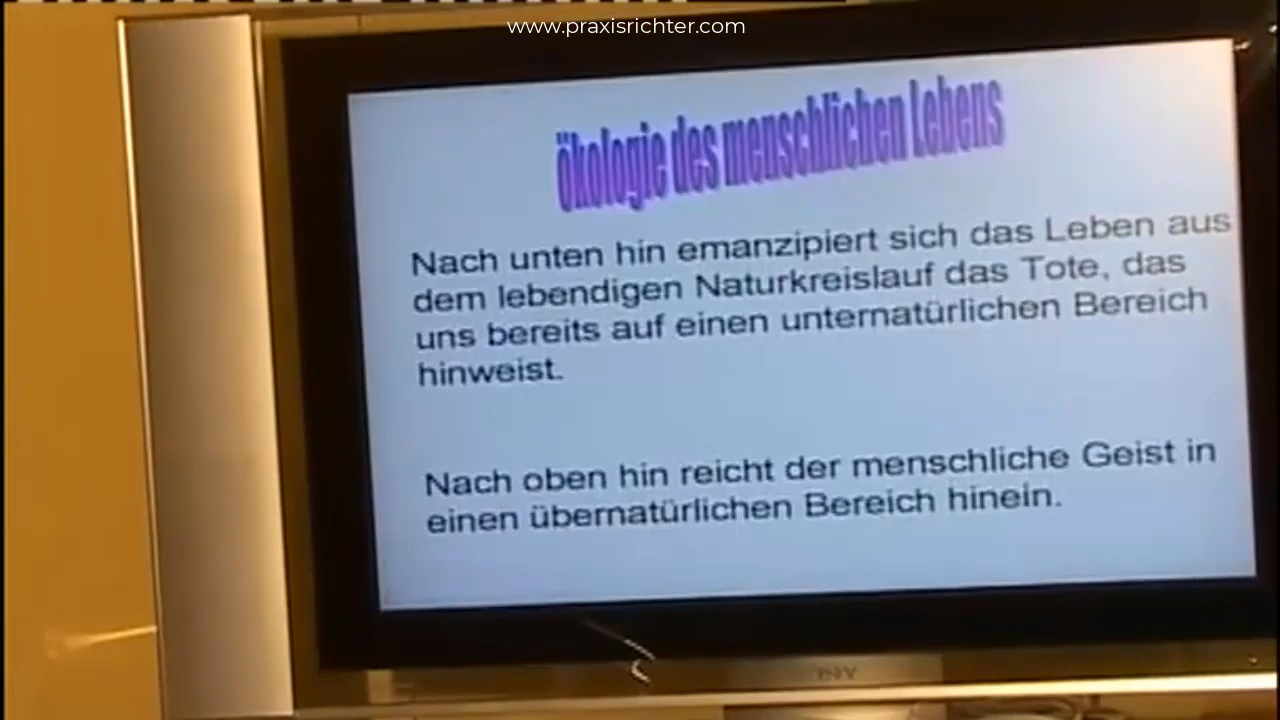 www.praxisrichter.com
ökologie des menschlichen Lebens
Nach unten hin emanzipiert sich das Leben aus
dem lebendigen Naturkreislauf das Tote, das
uns bereits auf einen unternatürlichen Bereich
hinweist.
Nach oben hin reicht der menschliche Geist in
einen übernatürlichen Bereich hinein.